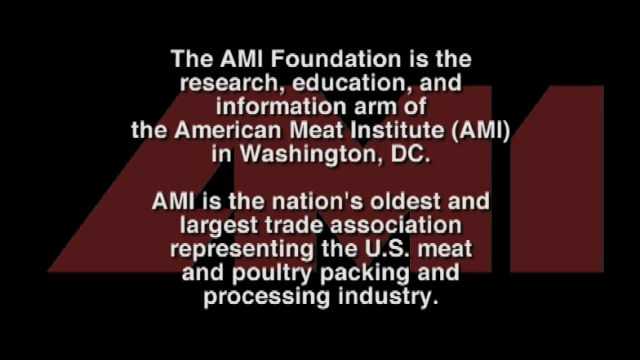 The AMI Foundation is the
research, education, and
information arm of
the American Meat Institute (AMI)
in Washington, DC.
AMI is the nation's oldest and
largest trade association
representing the U.S. meat
and poultry packing and
processing industry.
AMI